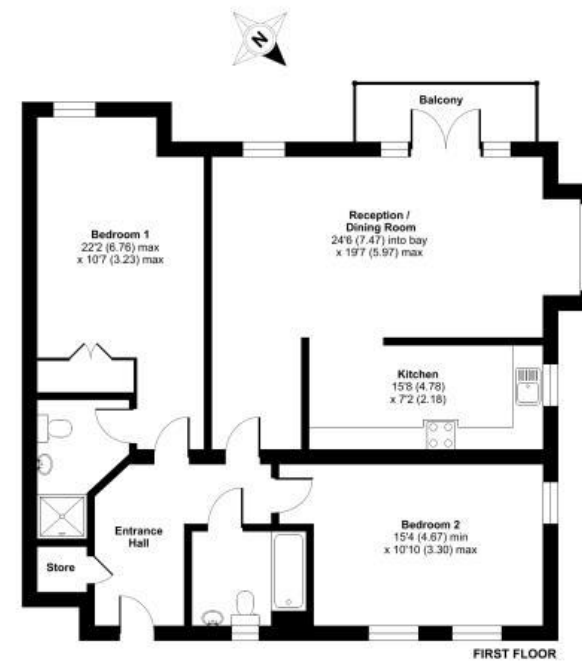 N
Balcony
Bedroom 1
22'2 (6.76) max
x 10'7 (3.23) max
Reception /
Dining Room
24'6 (7.47) into bay
x 19'7 (5.97) max
Kitchen
15'8 (4.78)
x 7'2 (2.18)
Entrance
Hall
Store
Bedroom 2
15'4 (4.67) min
x 10'10 (3.30) max
FIRST FLOOR